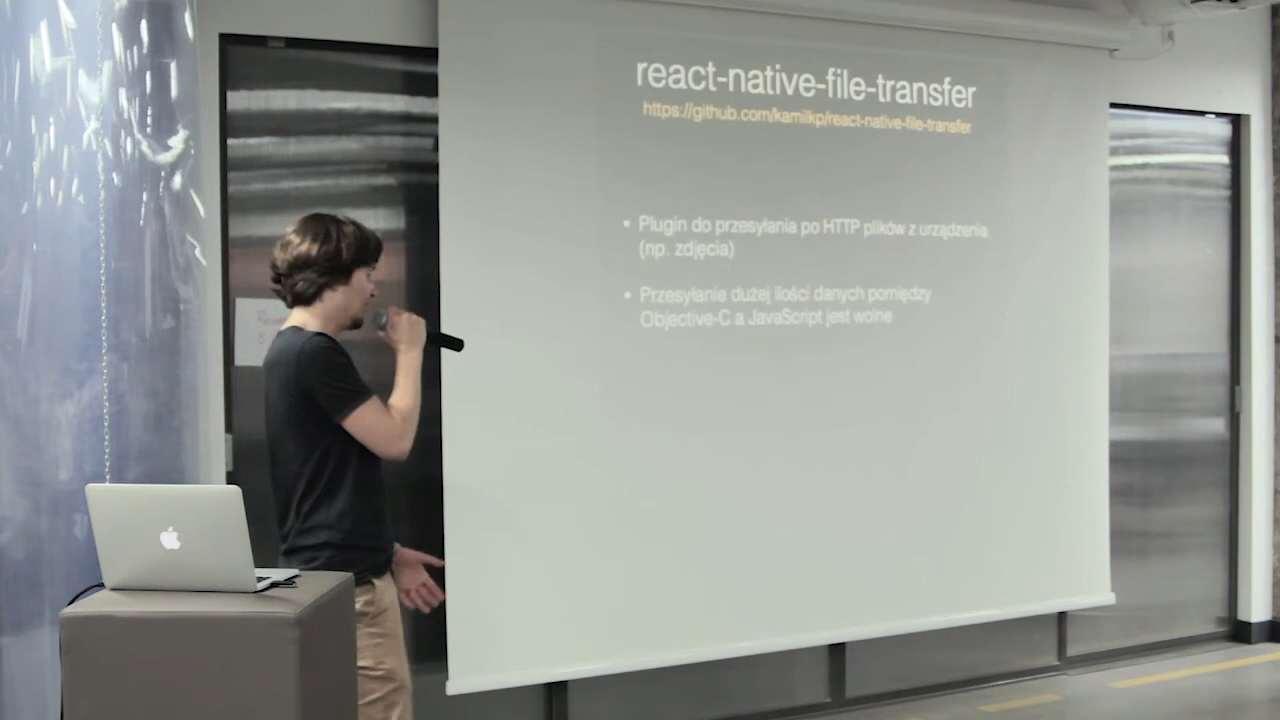 react-native-file-transfer
https://github.com/kamilkp/react-native-file-transfer
• Plugin do przesyłania po HTTP plików z urządzenia
(np. zdjęcia)
• Przesyłanie dużej ilości danych pomiędzy
Objective-C a JavaScript jest wolne